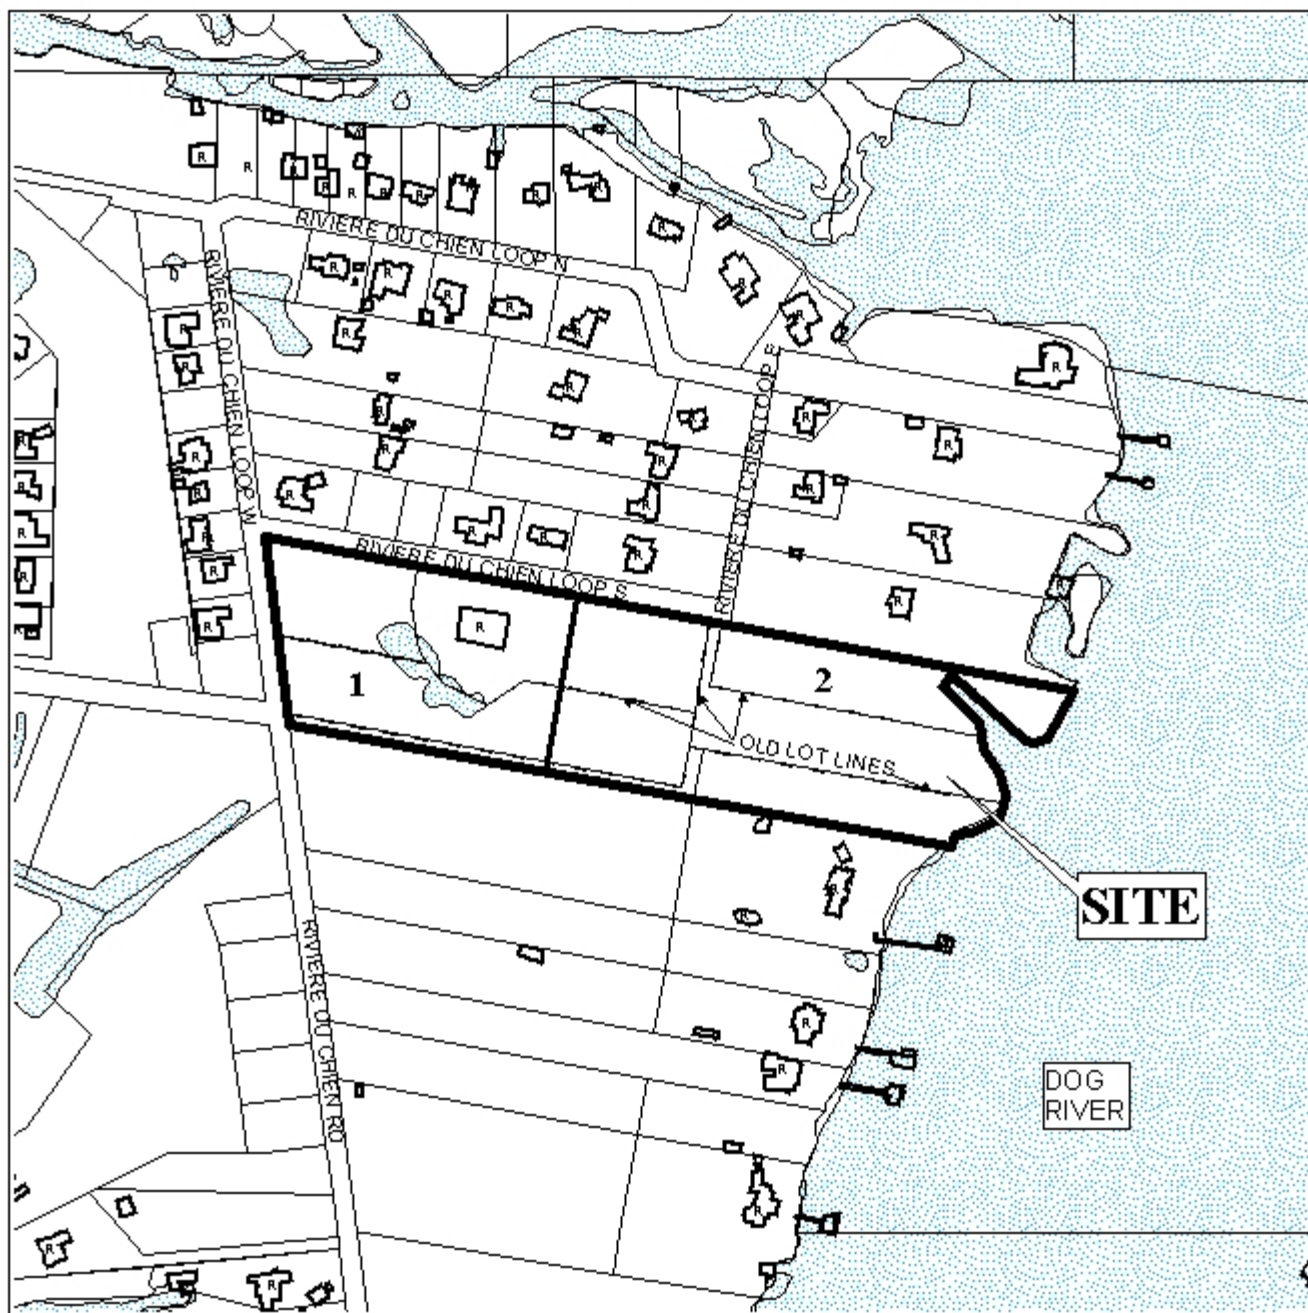 RIVIERE DU CHIEN LOOP N
RIVIERE DU CHIEN LOOP W
RIVIERE DU CHIEN LOOP E
RIVIERE DU CHIEN LOOP S
R
1
2
OLD LOT LINES
SITE
RIVIERE DU CHIEN RD
DOG
RIVER